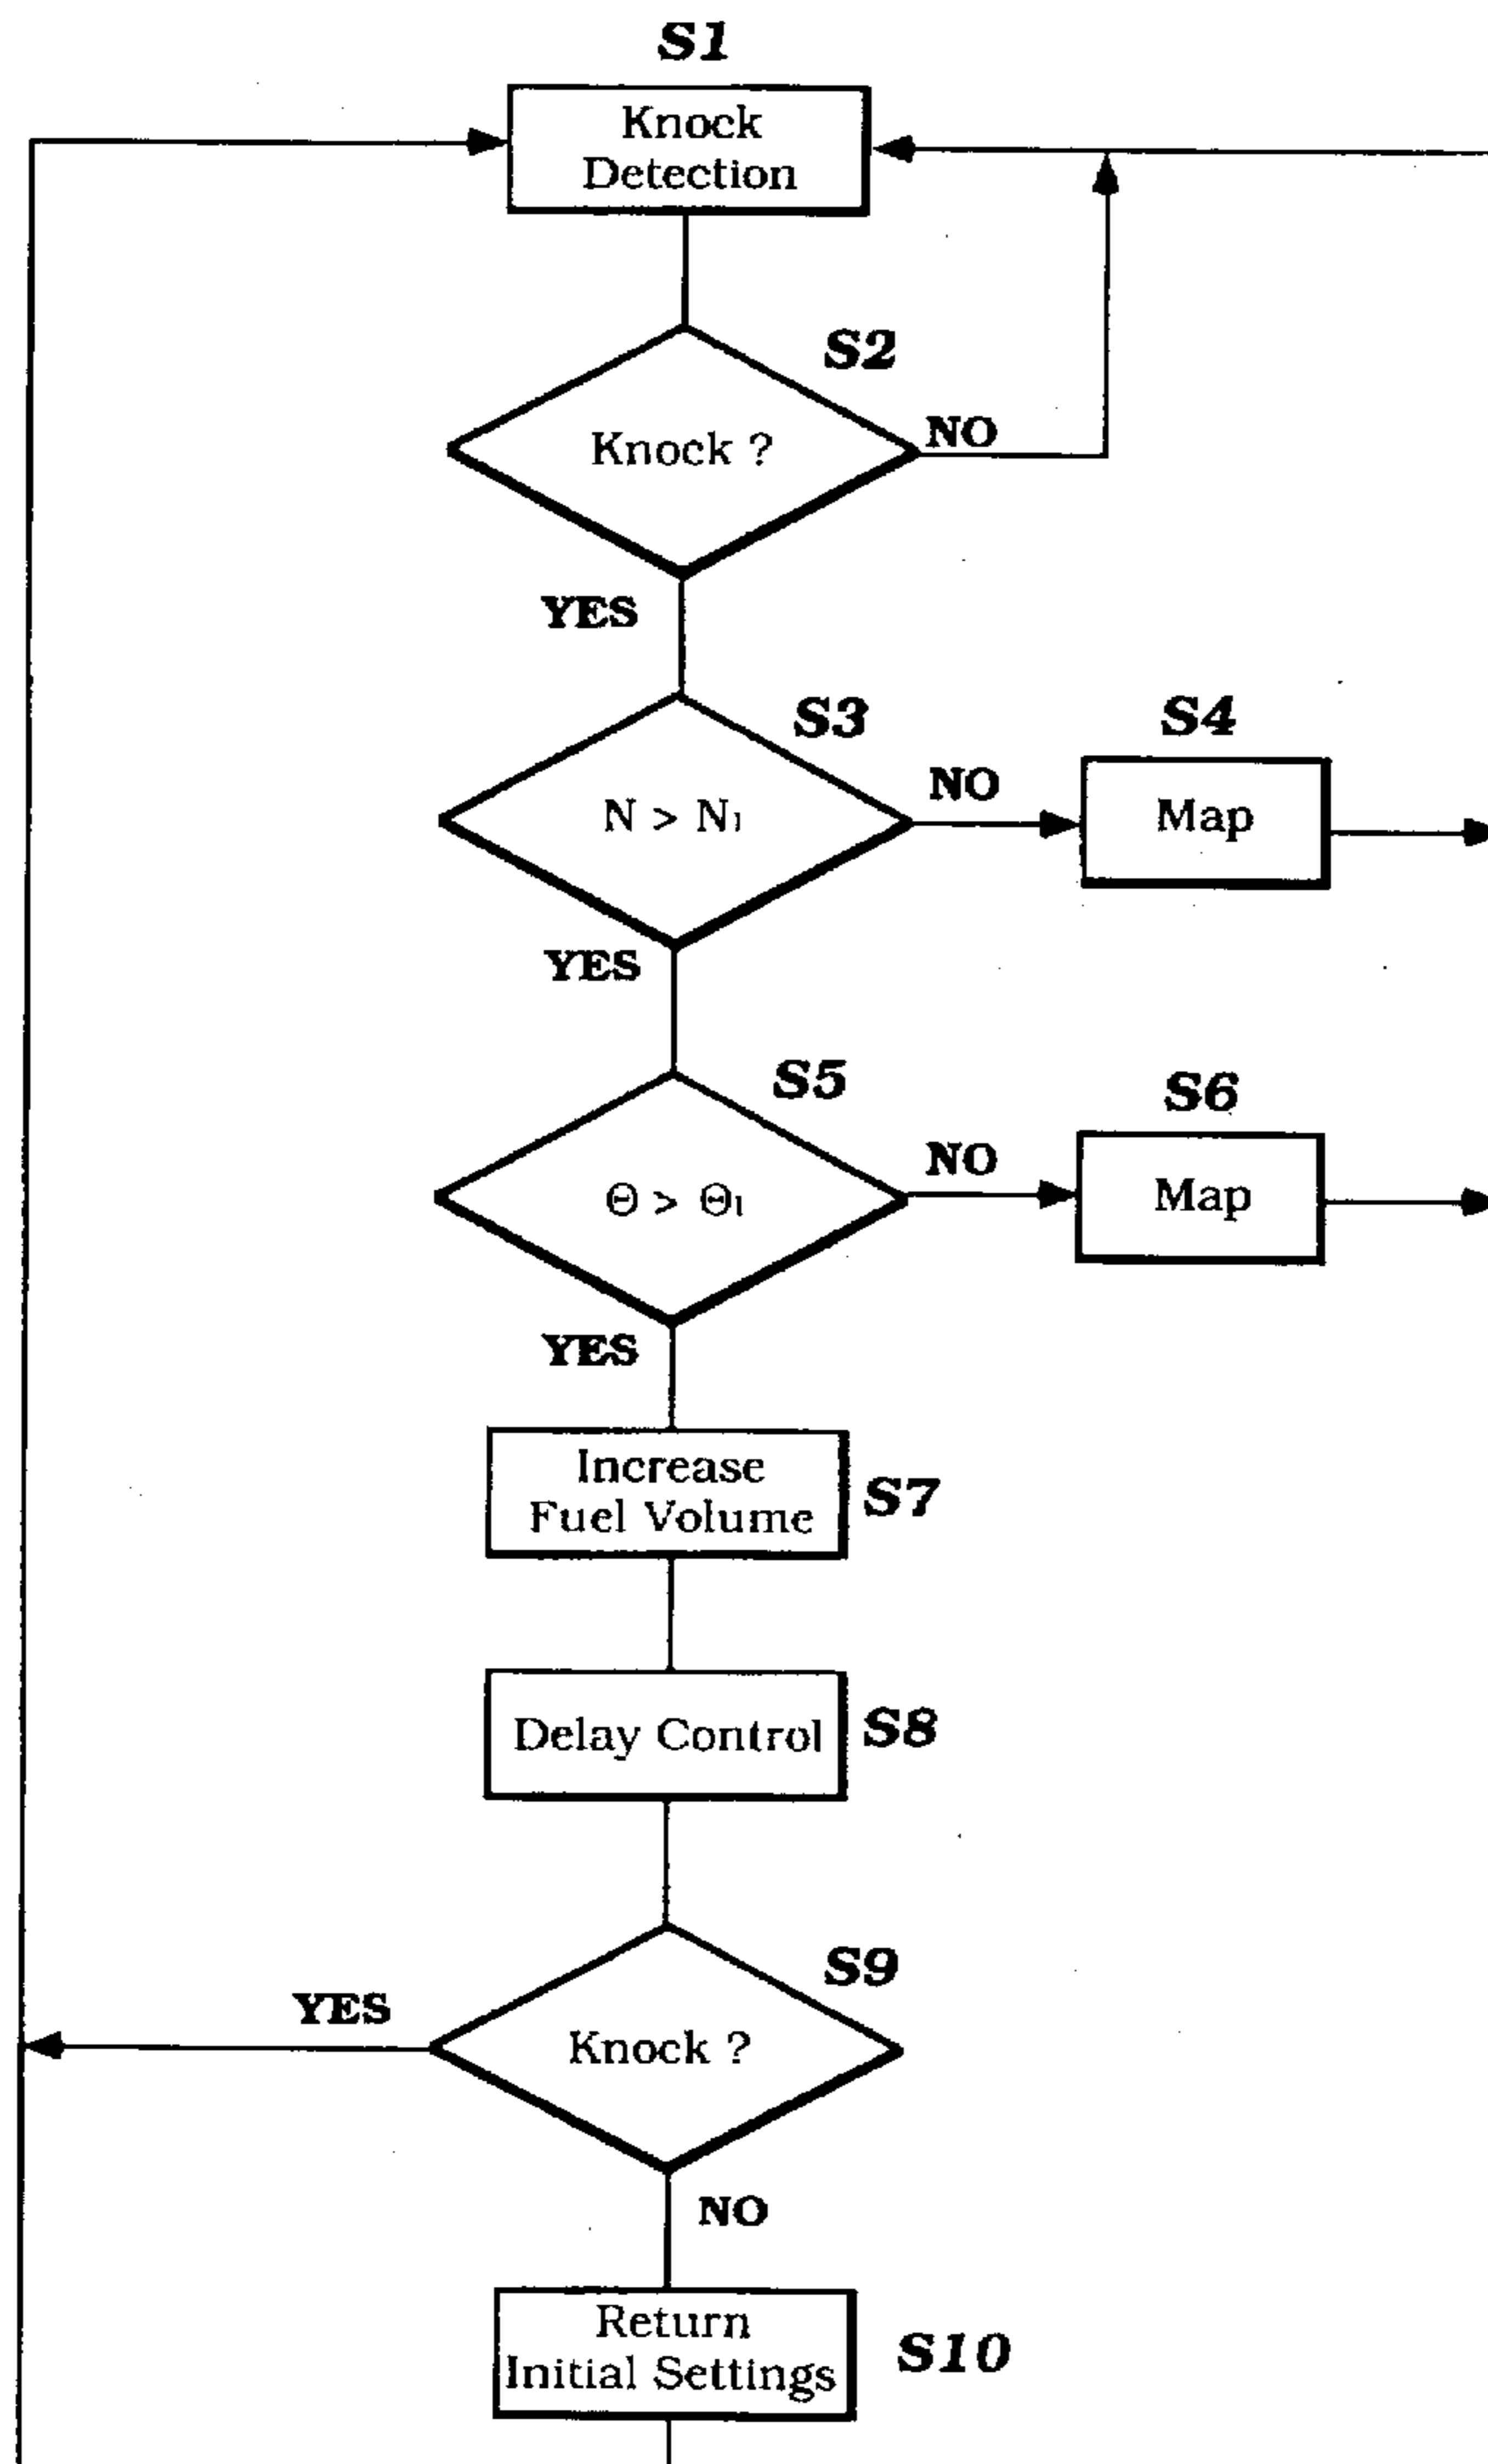 S1
Knock
Detection
S2
Knock ?
NO
YES
S3
N > N₁
NO
S4
Map
YES
S5
Θ > Θ₁
NO
S6
Map
YES
Increase
Fuel Volume
S7
Delay Control
S8
S9
Knock ?
YES
NO
Return
Initial Settings
S10